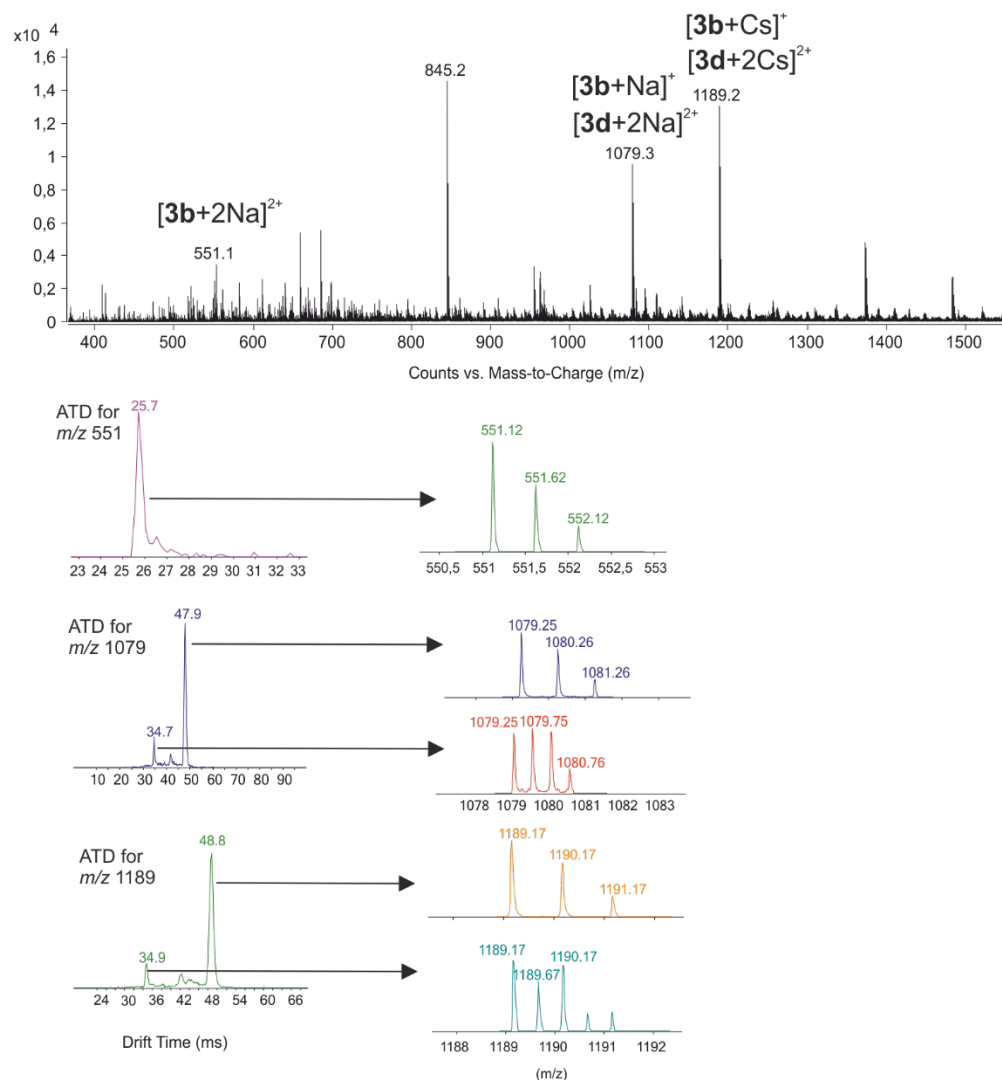 x10 4
1,6
1,4
1,2
1
0,8
0,6
0,4
0,2
0
[3b+2Na]2+
551.1
845.2
[3b+Na]+
[3d+2Na]2+
1079.3
[3b+Cs]+
[3d+2Cs]2+
1189.2
400 500 600 700 800 900 1000 1100 1200 1300 1400 1500
Counts vs. Mass-to-Charge (m/z)
ATD for
m/z 551
25.7
23 24 25 26 27 28 29 30 31 32 33
551.12
551.62
552.12
550,5 551 551,5 552 552,5 553
ATD for
m/z 1079
47.9
34.7
10 20 30 40 50 60 70 80 90
1079.25
1080.26
1081.26
1079.25 1079.75
1080.76
1078 1079 1080 1081 1082 1083
ATD for
m/z 1189
48.8
34.9
24 30 36 42 48 54 60 66
Drift Time (ms)
1189.17
1190.17
1191.17
1189.17 1190.17
1189.67
1188 1189 1190 1191 1192
(m/z)